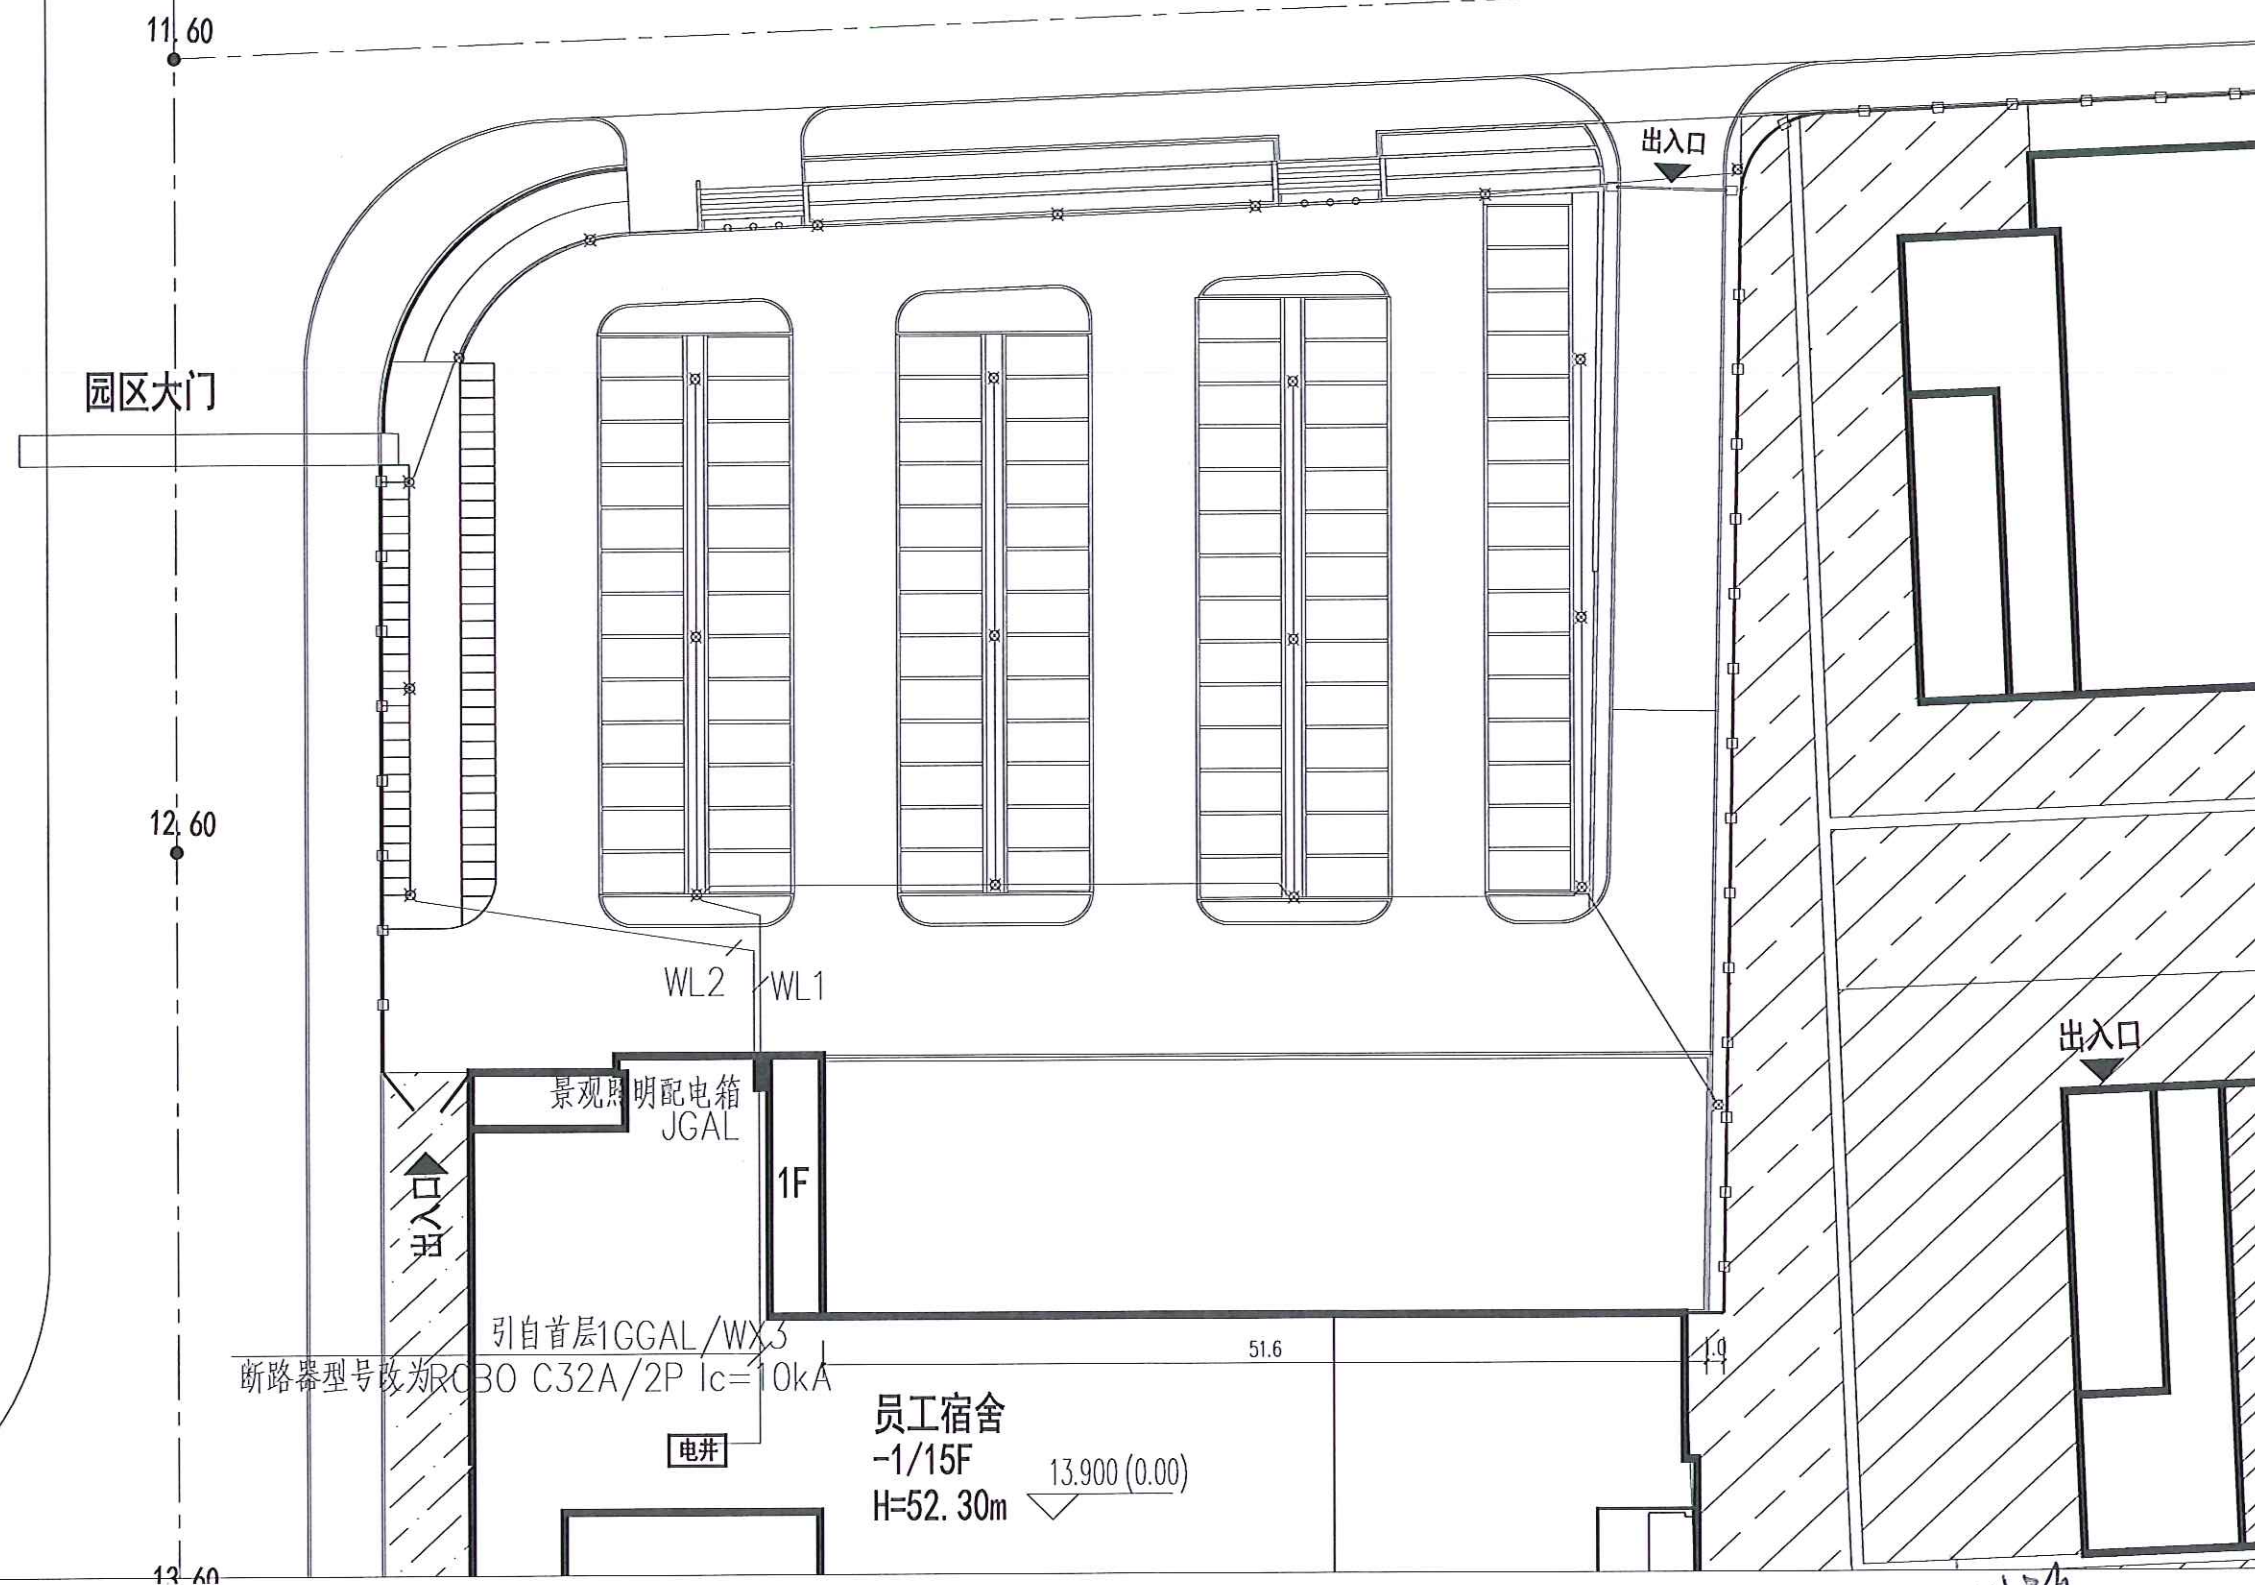 11.60
出入口
园区大门
12.60
WL2
WL1
出入口
景观照明配电箱
JGAL
1F
出入口
引自首层1GGAL/WX3
51.6
1.0
断路器型号改为RCBO C32A/2P Ic=10kA
员工宿舍
电井
-1/15F
13.900(0.00)
H=52.30m
13.60